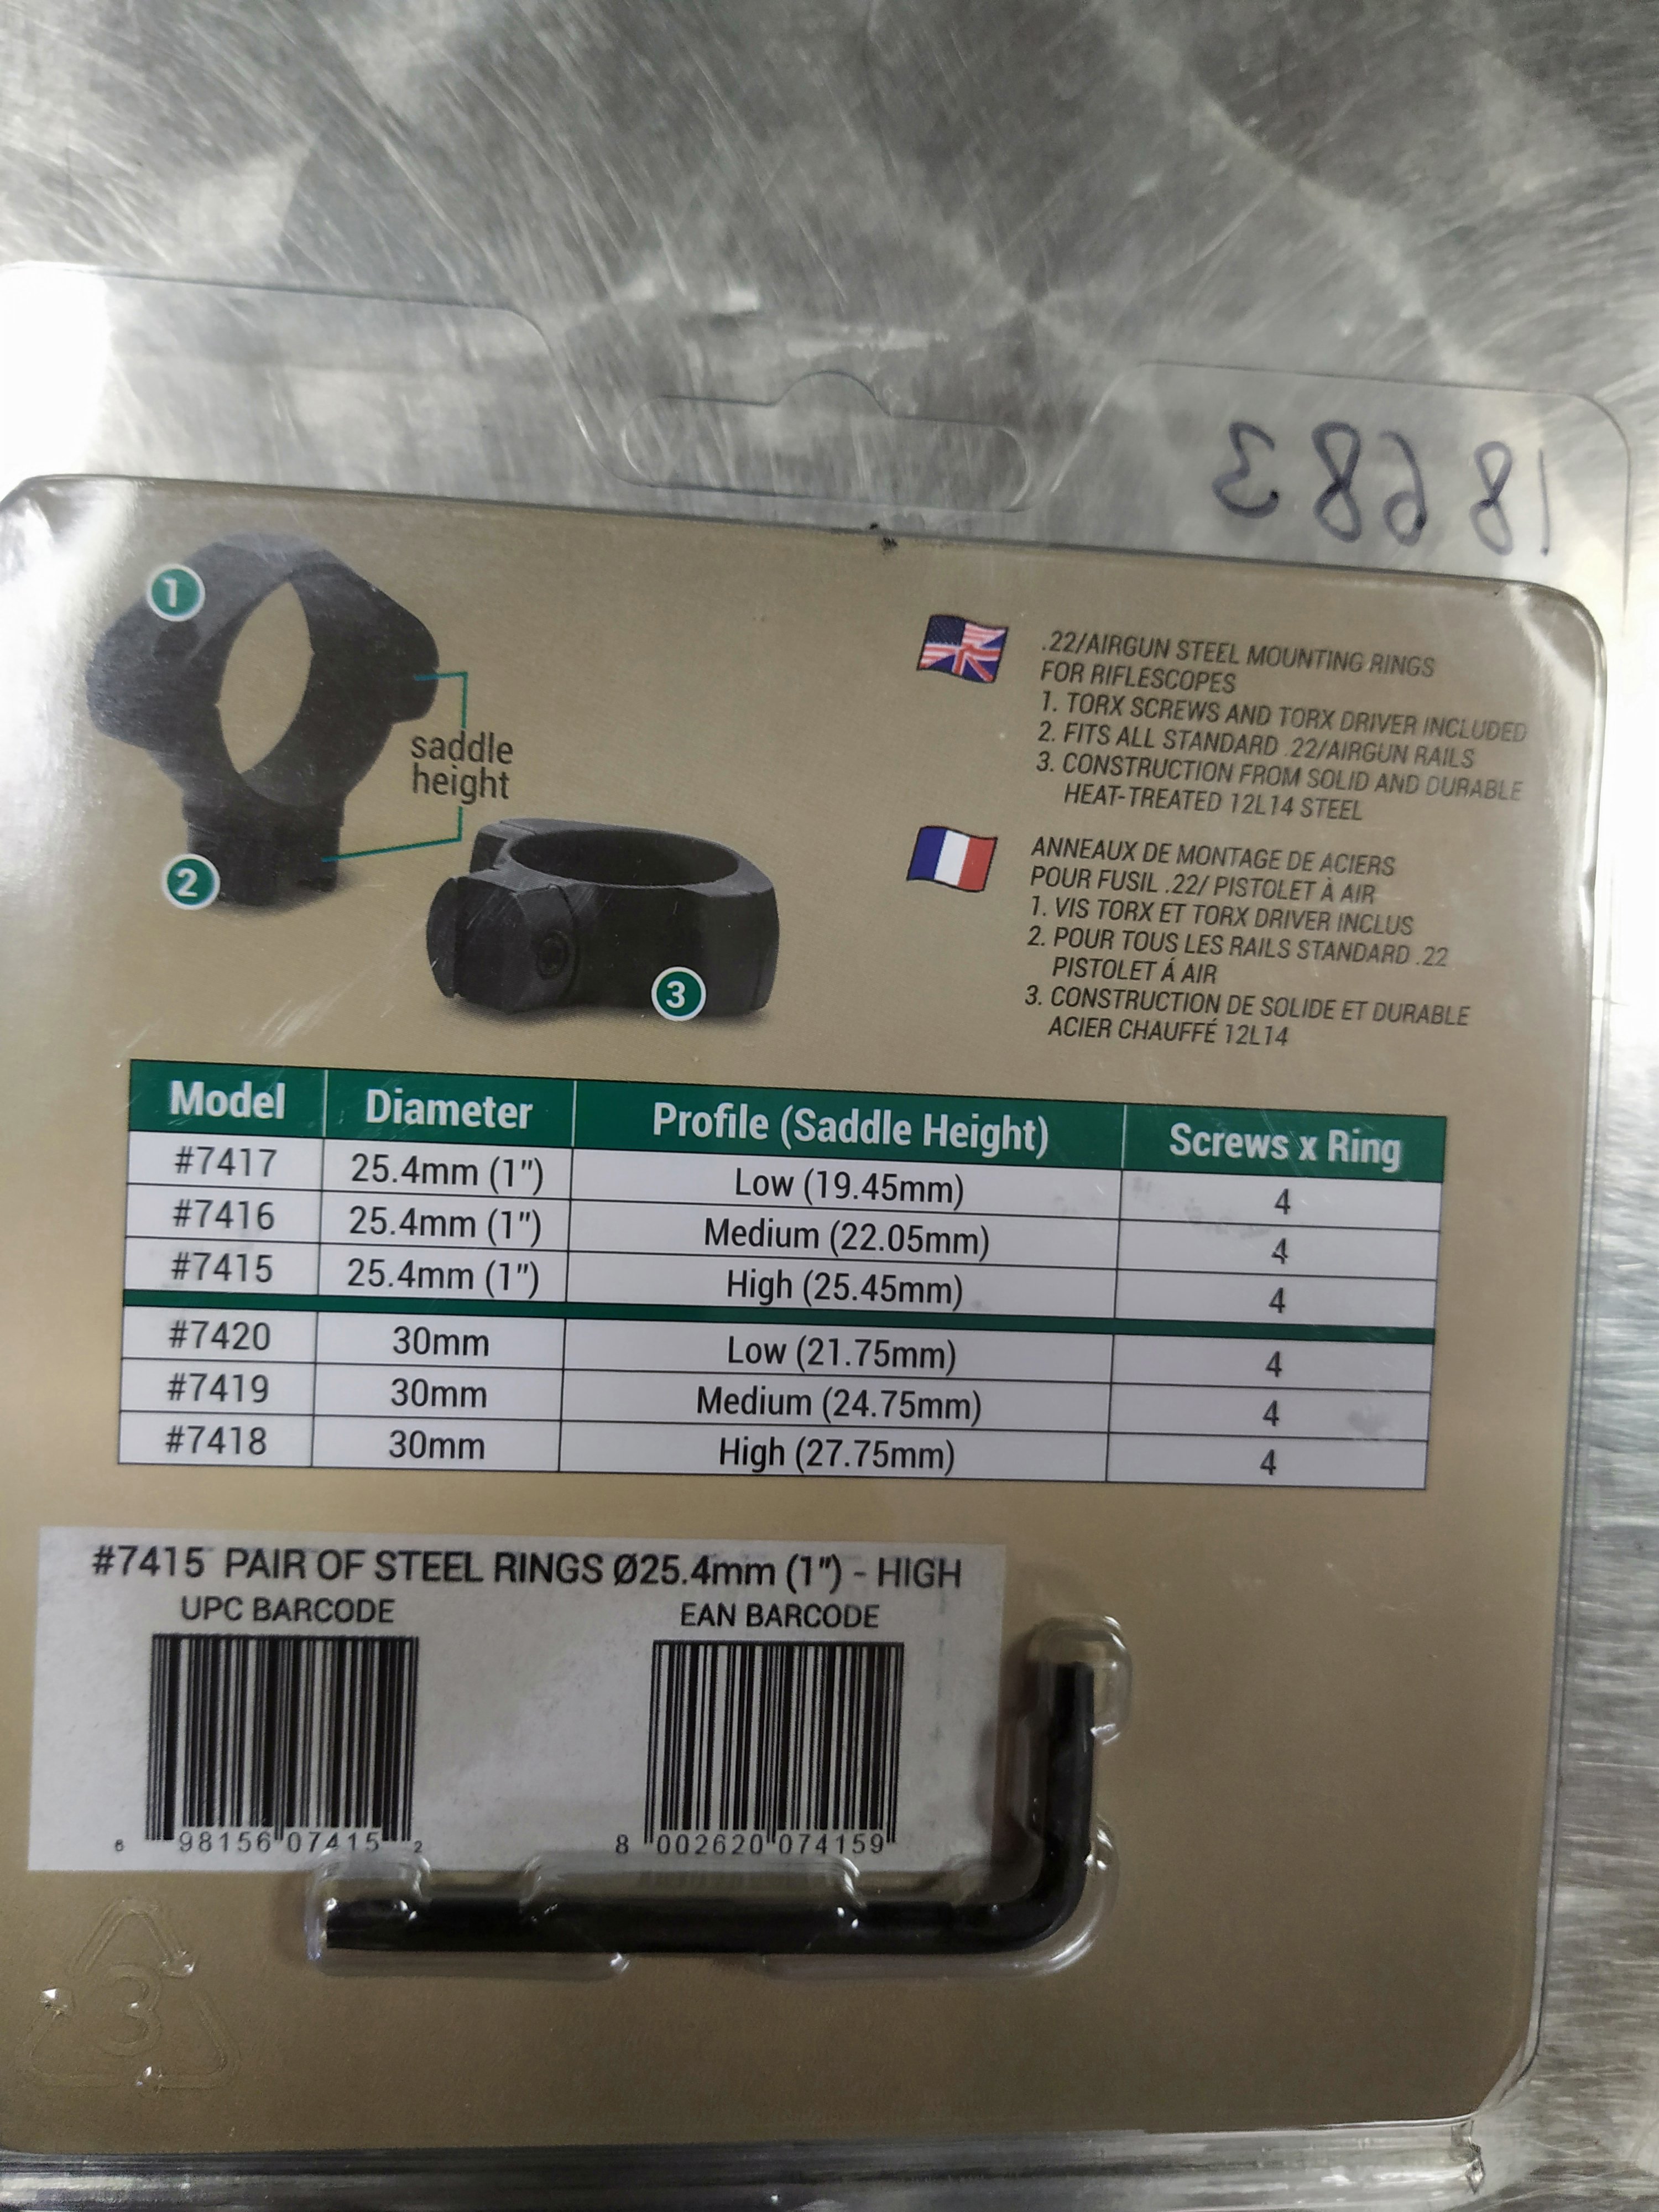 18683
1
saddle
height
2
3
.22/AIRGUN STEEL MOUNTING RINGS
FOR RIFLESCOPES
1. TORX SCREWS AND TORX DRIVER INCLUDED
2. FITS ALL STANDARD .22/AIRGUN RAILS
3. CONSTRUCTION FROM SOLID AND DURABLE
HEAT-TREATED 12L14 STEEL
ANNEAUX DE MONTAGE DE ACIERS
POUR FUSIL .22/ PISTOLET À AIR
1. VIS TORX ET TORX DRIVER INCLUS
2. POUR TOUS LES RAILS STANDARD .22
PISTOLET Á AIR
3. CONSTRUCTION DE SOLIDE ET DURABLE
ACIER CHAUFFÉ 12L14
Model Diameter Profile (Saddle Height) Screws x Ring
#7417 25.4mm (1") Low (19.45mm) 4
#7416 25.4mm (1") Medium (22.05mm) 4
#7415 25.4mm (1") High (25.45mm) 4
#7420 30mm Low (21.75mm) 4
#7419 30mm Medium (24.75mm) 4
#7418 30mm High (27.75mm) 4
#7415 PAIR OF STEEL RINGS Ø25.4mm (1") - HIGH
UPC BARCODE EAN BARCODE
6 98156 07415 2 8 002620 074159
3